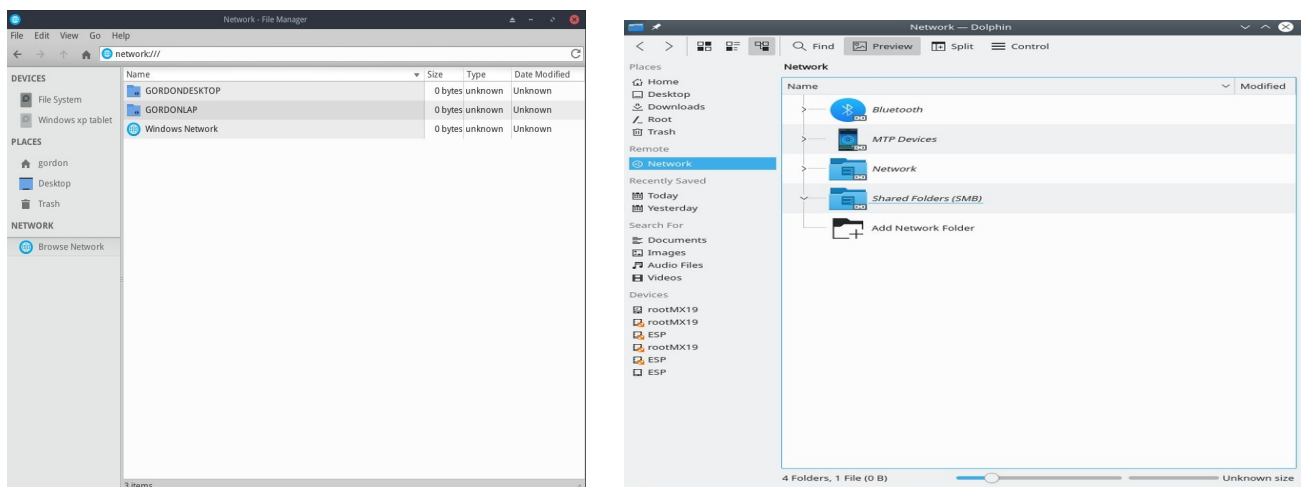 Network - File Manager
File Edit View Go Help
network:///
DEVICES
File System
Windows xp tablet
PLACES
gordon
Desktop
Trash
NETWORK
Browse Network
Name Size Type Date Modified
GORDONDESKTOP 0 bytes unknown Unknown
GORDONLAP 0 bytes unknown Unknown
Windows Network 0 bytes unknown Unknown
3 items
Network — Dolphin
Find Preview Split Control
Places
Home
Desktop
Downloads
Root
Trash
Remote
Network
Recently Saved
Today
Yesterday
Search For
Documents
Images
Audio Files
Videos
Devices
rootMX19
rootMX19
ESP
rootMX19
ESP
ESP
Network
Name Modified
Bluetooth
MTP Devices
Network
Shared Folders (SMB)
Add Network Folder
4 Folders, 1 File (0 B) Unknown size